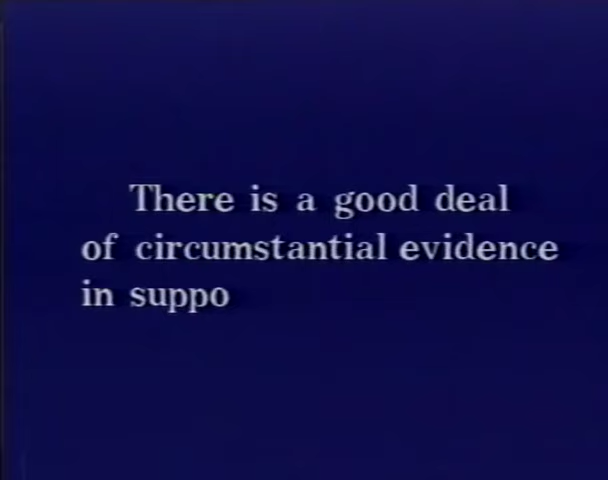 There is a good deal
of circumstantial evidence
in suppo